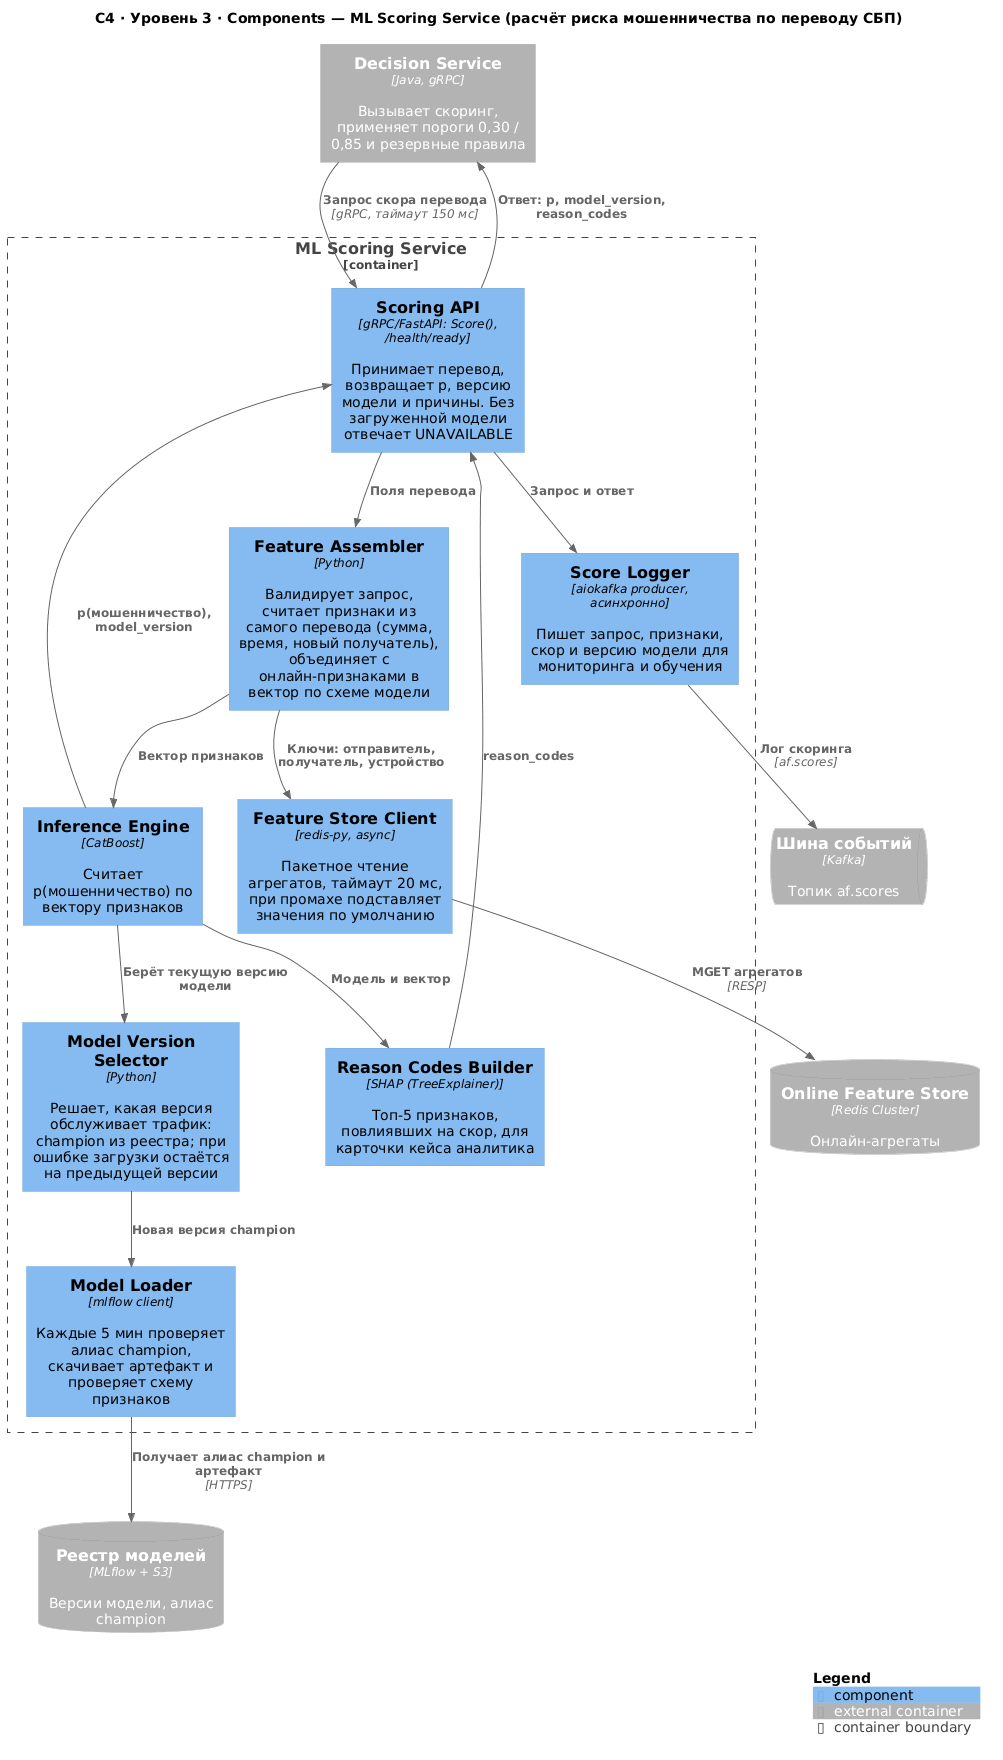 C4 · Уровень 3 · Components — ML Scoring Service (расчёт риска мошенничества по переводу СБП)
Decision Service
[Java, gRPC]
Вызывает скоринг,
применяет пороги 0,30 /
0,85 и резервные правила
Запрос скора перевода
[gRPC, таймаут 150 мс]
Ответ: p, model_version,
reason_codes
ML Scoring Service
[container]
Scoring API
[gRPC/FastAPI: Score(),
/health/ready]
Принимает перевод,
возвращает p, версию
модели и причины. Без
загруженной модели
отвечает UNAVAILABLE
Поля перевода
Запрос и ответ
Feature Assembler
[Python]
Валидирует запрос,
считает признаки из
самого перевода (сумма,
время, новый получатель),
объединяет с
онлайн-признаками в
вектор по схеме модели
Score Logger
[aiokafka producer,
асинхронно]
Пишет запрос, признаки,
скор и версию модели для
мониторинга и обучения
p(мошенничество),
model_version
Вектор признаков
Ключи: отправитель,
получатель, устройство
reason_codes
Лог скоринга
[af.scores]
Inference Engine
[CatBoost]
Считает
p(мошенничество) по
вектору признаков
Feature Store Client
[redis-py, async]
Пакетное чтение
агрегатов, таймаут 20 мс,
при промахе подставляет
значения по умолчанию
Шина событий
[Kafka]
Топик af.scores
Берёт текущую версию
модели
Модель и вектор
MGET агрегатов
[RESP]
Model Version
Selector
[Python]
Решает, какая версия
обслуживает трафик:
champion из реестра; при
ошибке загрузки остаётся
на предыдущей версии
Reason Codes Builder
[SHAP (TreeExplainer)]
Топ-5 признаков,
повлиявших на скор, для
карточки кейса аналитика
Online Feature Store
[Redis Cluster]
Онлайн-агрегаты
Новая версия champion
Model Loader
[mlflow client]
Каждые 5 мин проверяет
алиас champion,
скачивает артефакт и
проверяет схему
признаков
Получает алиас champion и
артефакт
[HTTPS]
Реестр моделей
[MLflow + S3]
Версии модели, алиас
champion
Legend
component
external container
container boundary